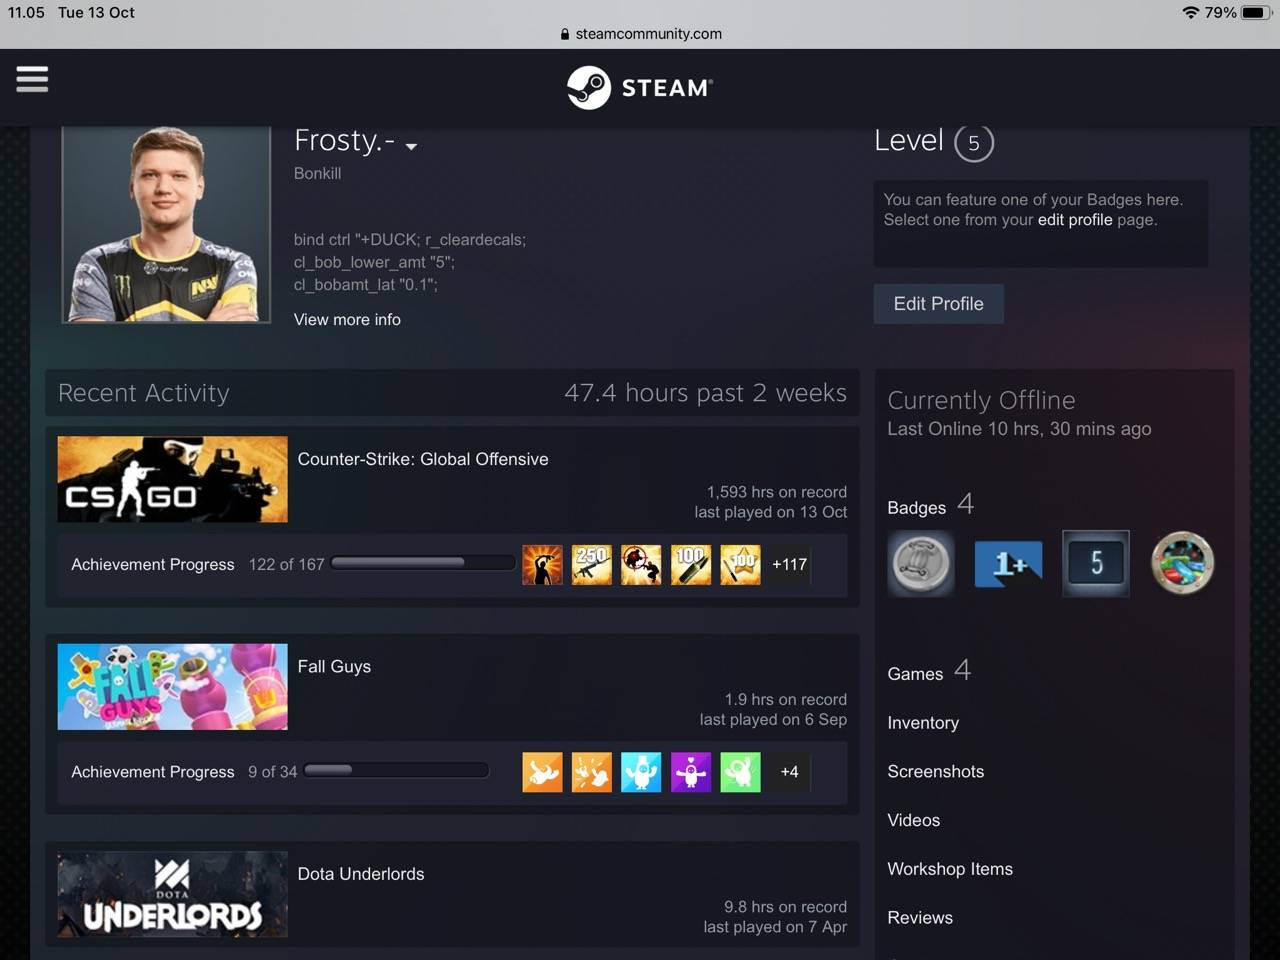 11.05 Tue 13 Oct
79%
steamcommunity.com
STEAM
Frosty.-
Bonkill
bind ctrl "+DUCK; r_cleardecals;
cl_bob_lower_amt "5";
cl_bobamt_lat "0.1";
View more info
Level 5
You can feature one of your Badges here.
Select one from your edit profile page.
Edit Profile
Recent Activity
47.4 hours past 2 weeks
CS GO
Counter-Strike: Global Offensive
1,593 hrs on record
last played on 13 Oct
Achievement Progress 122 of 167
250
100
100
+117
FALL
GUYS
Fall Guys
1.9 hrs on record
last played on 6 Sep
Achievement Progress 9 of 34
+4
DOTA
UNDERLORDS
Dota Underlords
9.8 hrs on record
last played on 7 Apr
Currently Offline
Last Online 10 hrs, 30 mins ago
Badges 4
1+
5
Games 4
Inventory
Screenshots
Videos
Workshop Items
Reviews